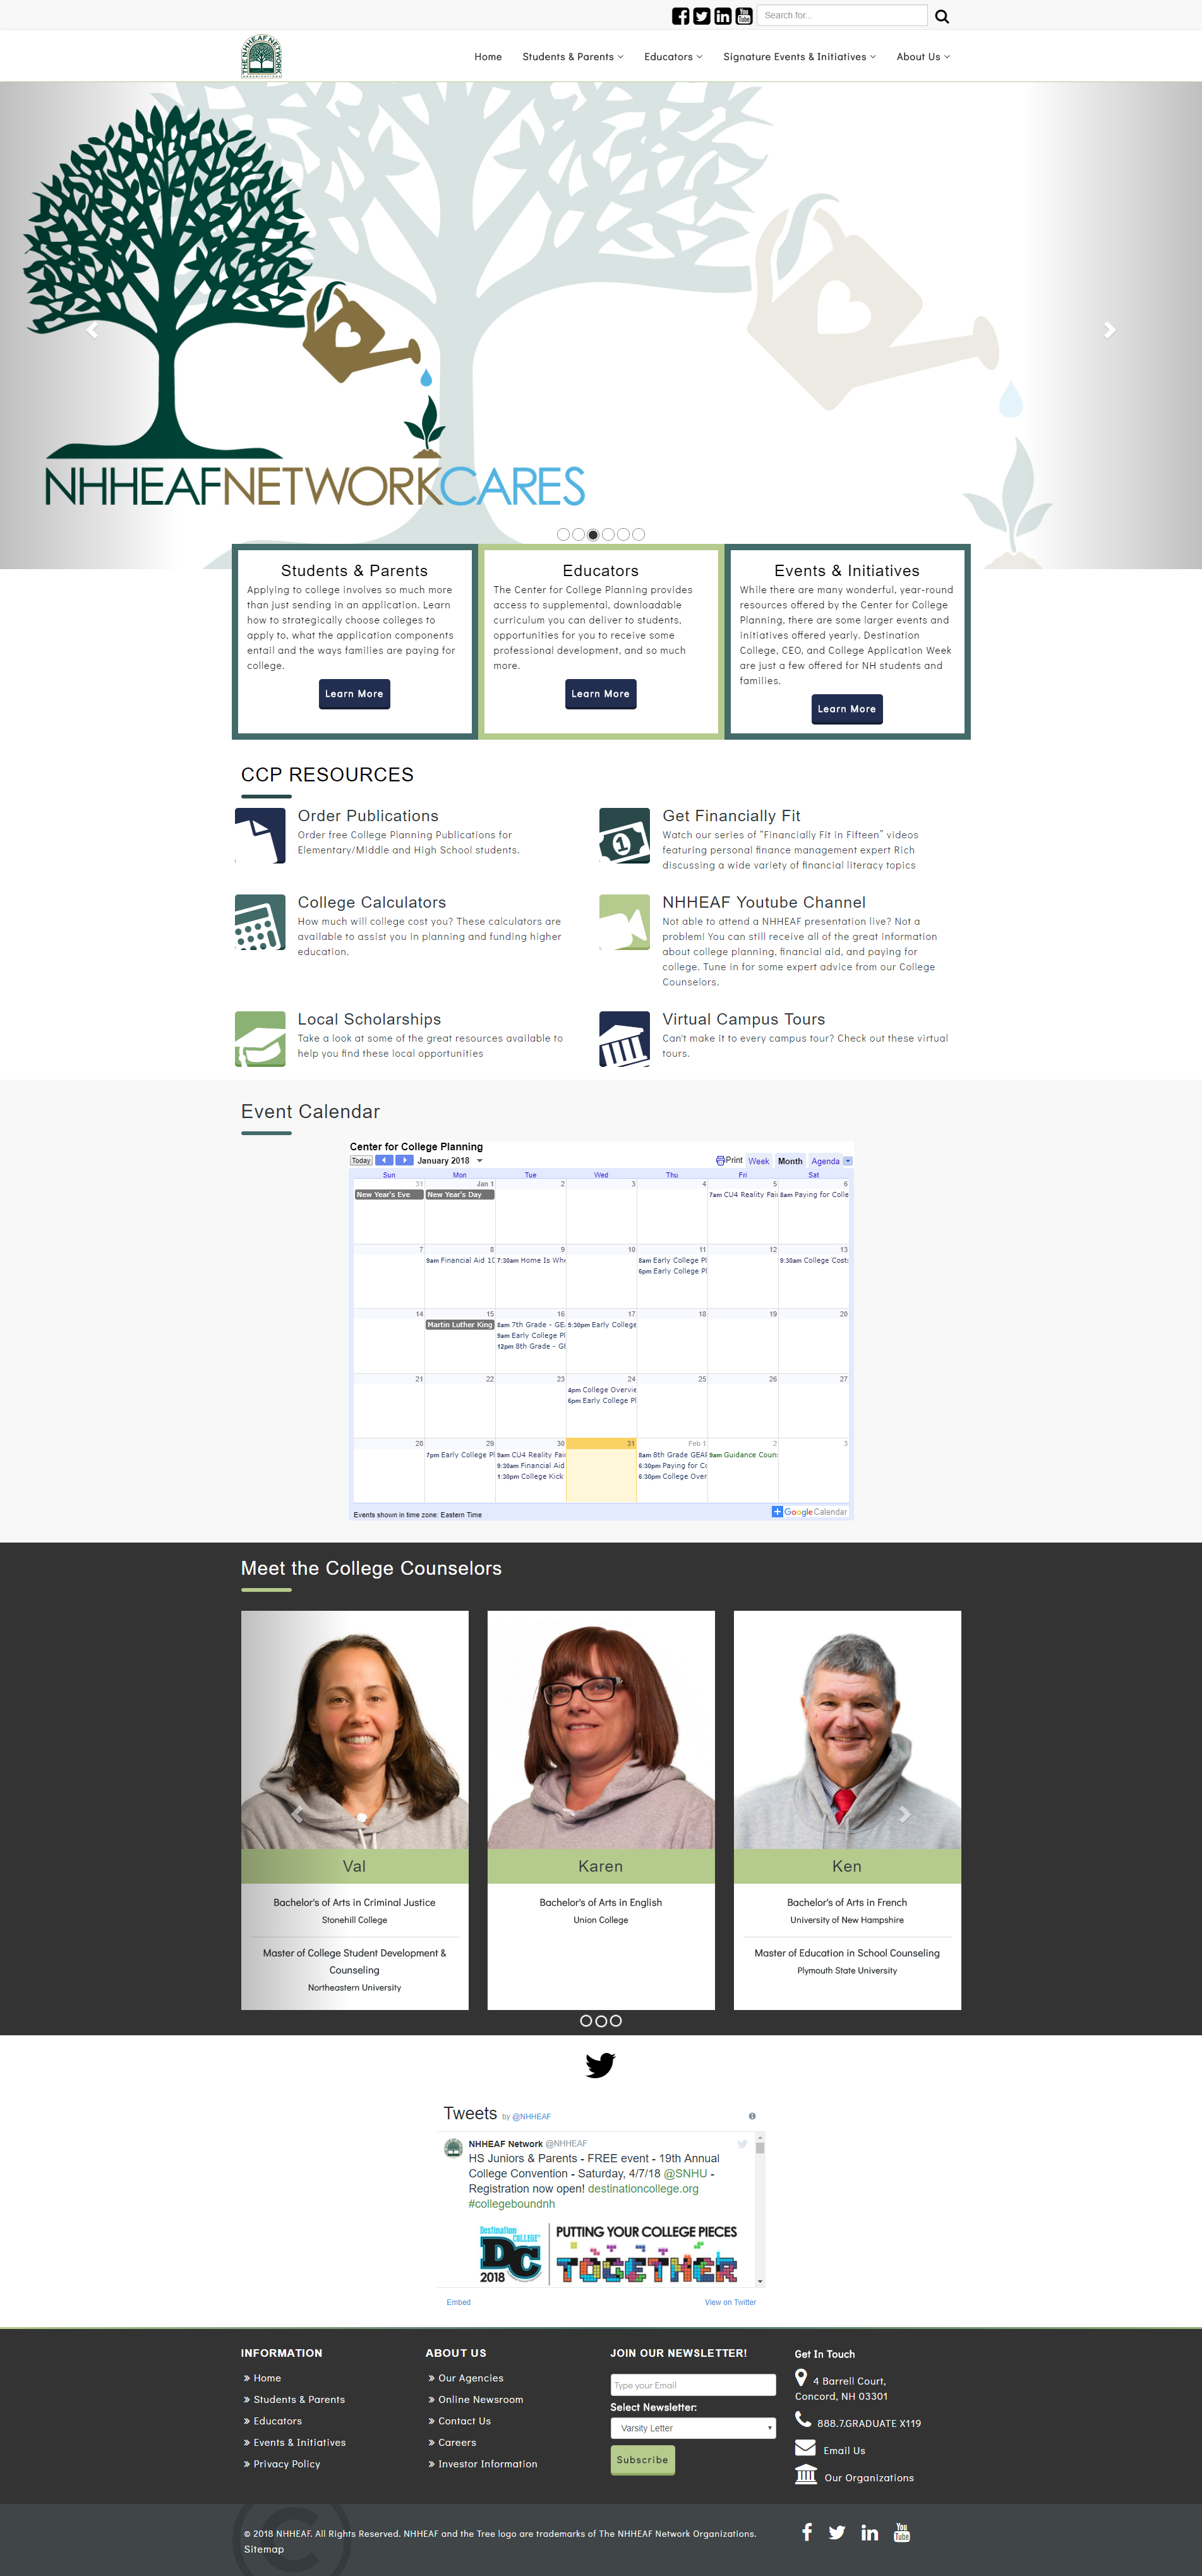 Search for...
THE NHHEAF NETWORK
ORGANIZATIONS
Home
Students & Parents
Educators
Signature Events & Initiatives
About Us
NHHEAFNETWORKCARES
Students & Parents
Applying to college involves so much more
than just sending in an application. Learn
how to strategically choose colleges to
apply to, what the application components
entail and the ways families are paying for
college.
Learn More
Educators
The Center for College Planning provides
access to supplemental, downloadable
curriculum you can deliver to students,
opportunities for you to receive some
professional development, and so much
more.
Learn More
Events & Initiatives
While there are many wonderful, year-round
resources offered by the Center for College
Planning, there are some larger events and
initiatives offered yearly. Destination
College, CEO, and College Application Week
are just a few offered for NH students and
families.
Learn More
CCP RESOURCES
Order Publications
Order free College Planning Publications for
Elementary/Middle and High School students.
Get Financially Fit
Watch our series of "Financially Fit in Fifteen" videos
featuring personal finance management expert Rich
discussing a wide variety of financial literacy topics
College Calculators
How much will college cost you? These calculators are
available to assist you in planning and funding higher
education.
NHHEAF Youtube Channel
Not able to attend a NHHEAF presentation live? Not a
problem! You can still receive all of the great information
about college planning, financial aid, and paying for
college. Tune in for some expert advice from our College
Counselors.
Local Scholarships
Take a look at some of the great resources available to
help you find these local opportunities
Virtual Campus Tours
Can't make it to every campus tour? Check out these virtual
tours.
Event Calendar
Center for College Planning
Today January 2018 Print Week Month Agenda
Sun Mon Tue Wed Thu Fri Sat
31 Jan 1 2 3 4 5 6
New Year's Eve New Year's Day 7am CU4 Reality Fair 8am Paying for Colle
7 8 9 10 11 12 13
9am Financial Aid 10 7:30am Home Is Whe 8am Early College Pl 9:30am College Costs
6pm Early College Pl
14 15 16 17 18 19 20
Martin Luther King 8am 7th Grade - GEA 5:30pm Early College
9am Early College Pl
12pm 8th Grade - GE
21 22 23 24 25 26 27
4pm College Overvie
6pm Early College Pl
28 29 30 31 Feb 1 2 3
7pm Early College Pl 9am CU4 Reality Fair 8am 8th Grade GEAR 9am Guidance Couns
9:30am Financial Aid 6:30pm Paying for Co
1:30pm College Kick 6:30pm College Over
Events shown in time zone: Eastern Time
Google Calendar
Meet the College Counselors
Val
Bachelor's of Arts in Criminal Justice
Stonehill College
Master of College Student Development &
Counseling
Northeastern University
Karen
Bachelor's of Arts in English
Union College
Ken
Bachelor's of Arts in French
University of New Hampshire
Master of Education in School Counseling
Plymouth State University
Tweets by @NHHEAF
NHHEAF Network @NHHEAF
HS Juniors & Parents - FREE event - 19th Annual
College Convention - Saturday, 4/7/18 @SNHU -
Registration now open! destinationcollege.org
#collegeboundnh
Destination COLLEGE
DC
2018
PUTTING YOUR COLLEGE PIECES
TOGETHER
Embed
View on Twitter
INFORMATION
Home
Students & Parents
Educators
Events & Initiatives
Privacy Policy
ABOUT US
Our Agencies
Online Newsroom
Contact Us
Careers
Investor Information
JOIN OUR NEWSLETTER!
Type your Email
Select Newsletter:
Varsity Letter
Subscribe
Get In Touch
4 Barrell Court,
Concord, NH 03301
888.7.GRADUATE X119
Email Us
Our Organizations
© 2018 NHHEAF. All Rights Reserved. NHHEAF and the Tree logo are trademarks of The NHHEAF Network Organizations.
Sitemap
You Tube